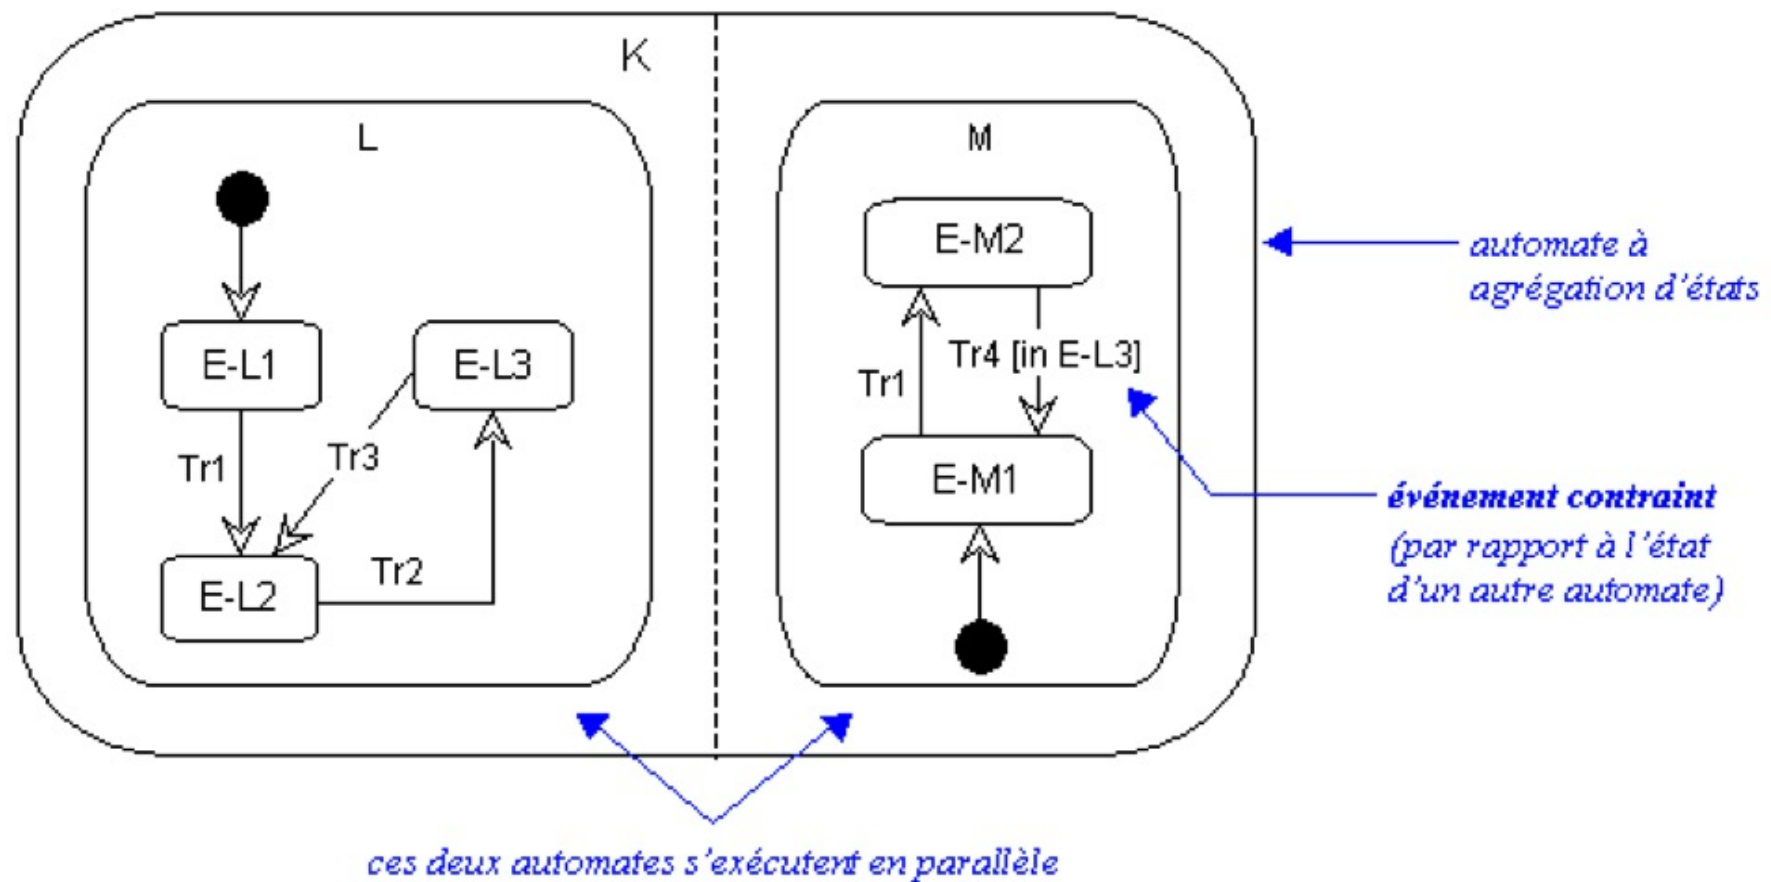 K
L
M
E-M2
automate à
agrégation d'états
E-L1
E-L3
Tr4 [in E-L3]
Tr1
Tr1
Tr3
E-M1
événement contraint
(par rapport à l'état
d'un autre automate)
E-L2
Tr2
ces deux automates s'exécutent en parallèle